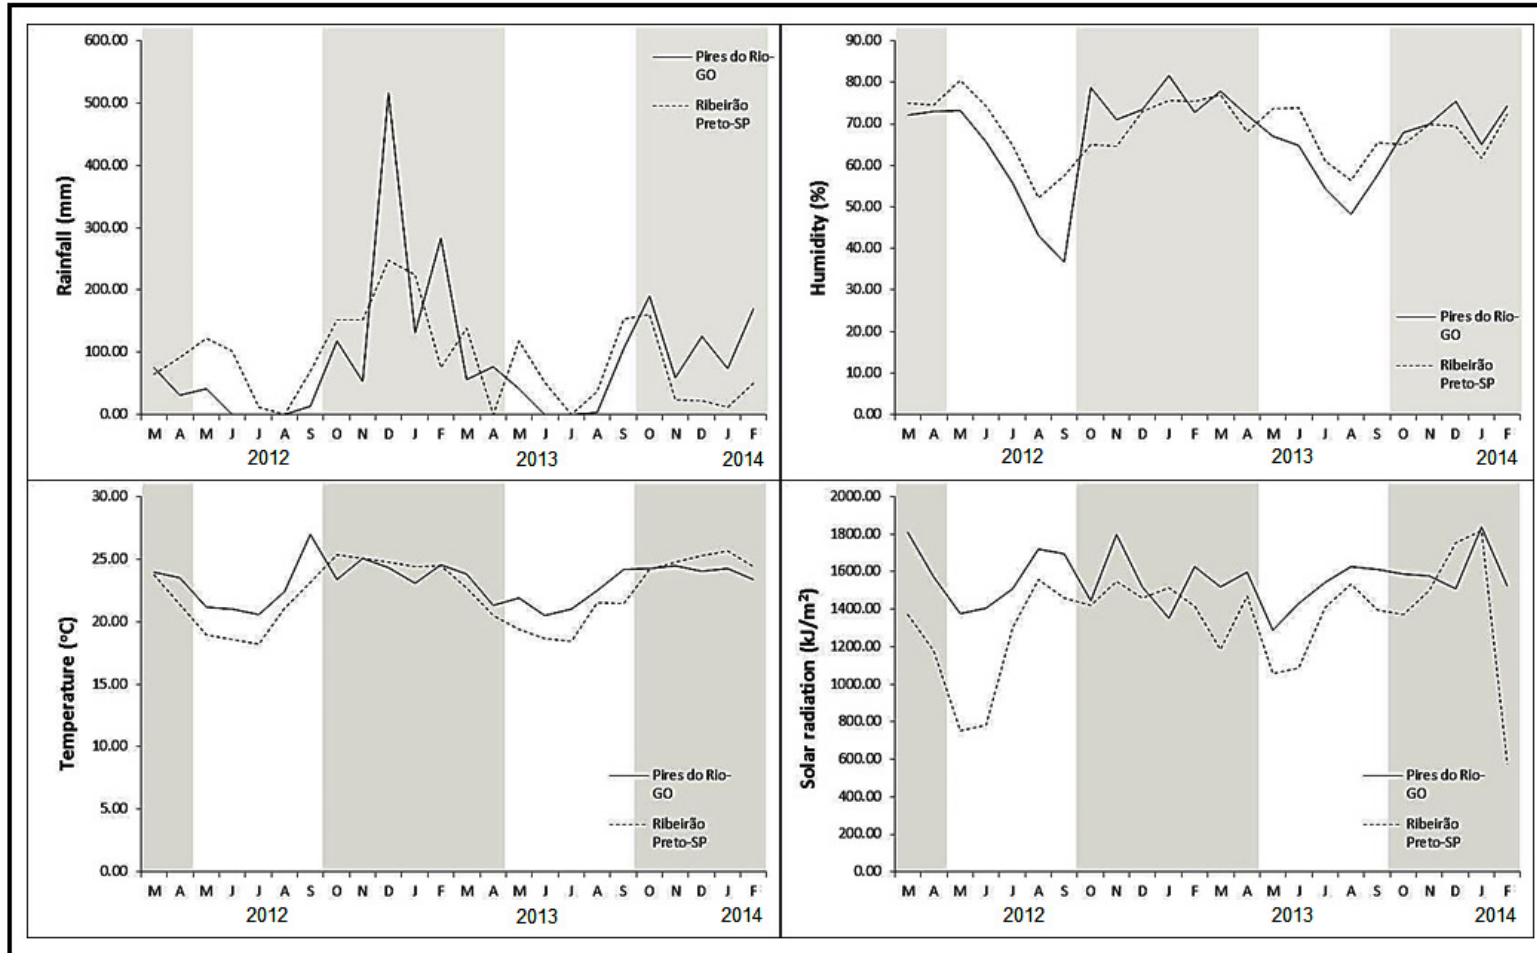 600.00
500.00
400.00
300.00
200.00
100.00
0.00
Rainfall (mm)
Pires do Rio-
GO
Ribeirão
Preto-SP
M A M J J A S O N D J F M A M J J A S O N D J F
2012 2013 2014
90.00
80.00
70.00
60.00
50.00
40.00
30.00
20.00
10.00
0.00
Humidity (%)
Pires do Rio-
GO
Ribeirão
Preto-SP
M A M J J A S O N D J F M A M J J A S O N D J F
2012 2013 2014
30.00
25.00
20.00
15.00
10.00
5.00
0.00
Temperature (°C)
Pires do Rio-
GO
Ribeirão
Preto-SP
M A M J J A S O N D J F M A M J J A S O N D J F
2012 2013 2014
2000.00
1800.00
1600.00
1400.00
1200.00
1000.00
800.00
600.00
400.00
200.00
0.00
Solar radiation (kJ/m²)
Pires do Rio-
GO
Ribeirão
Preto-SP
M A M J J A S O N D J F M A M J J A S O N D J F
2012 2013 2014